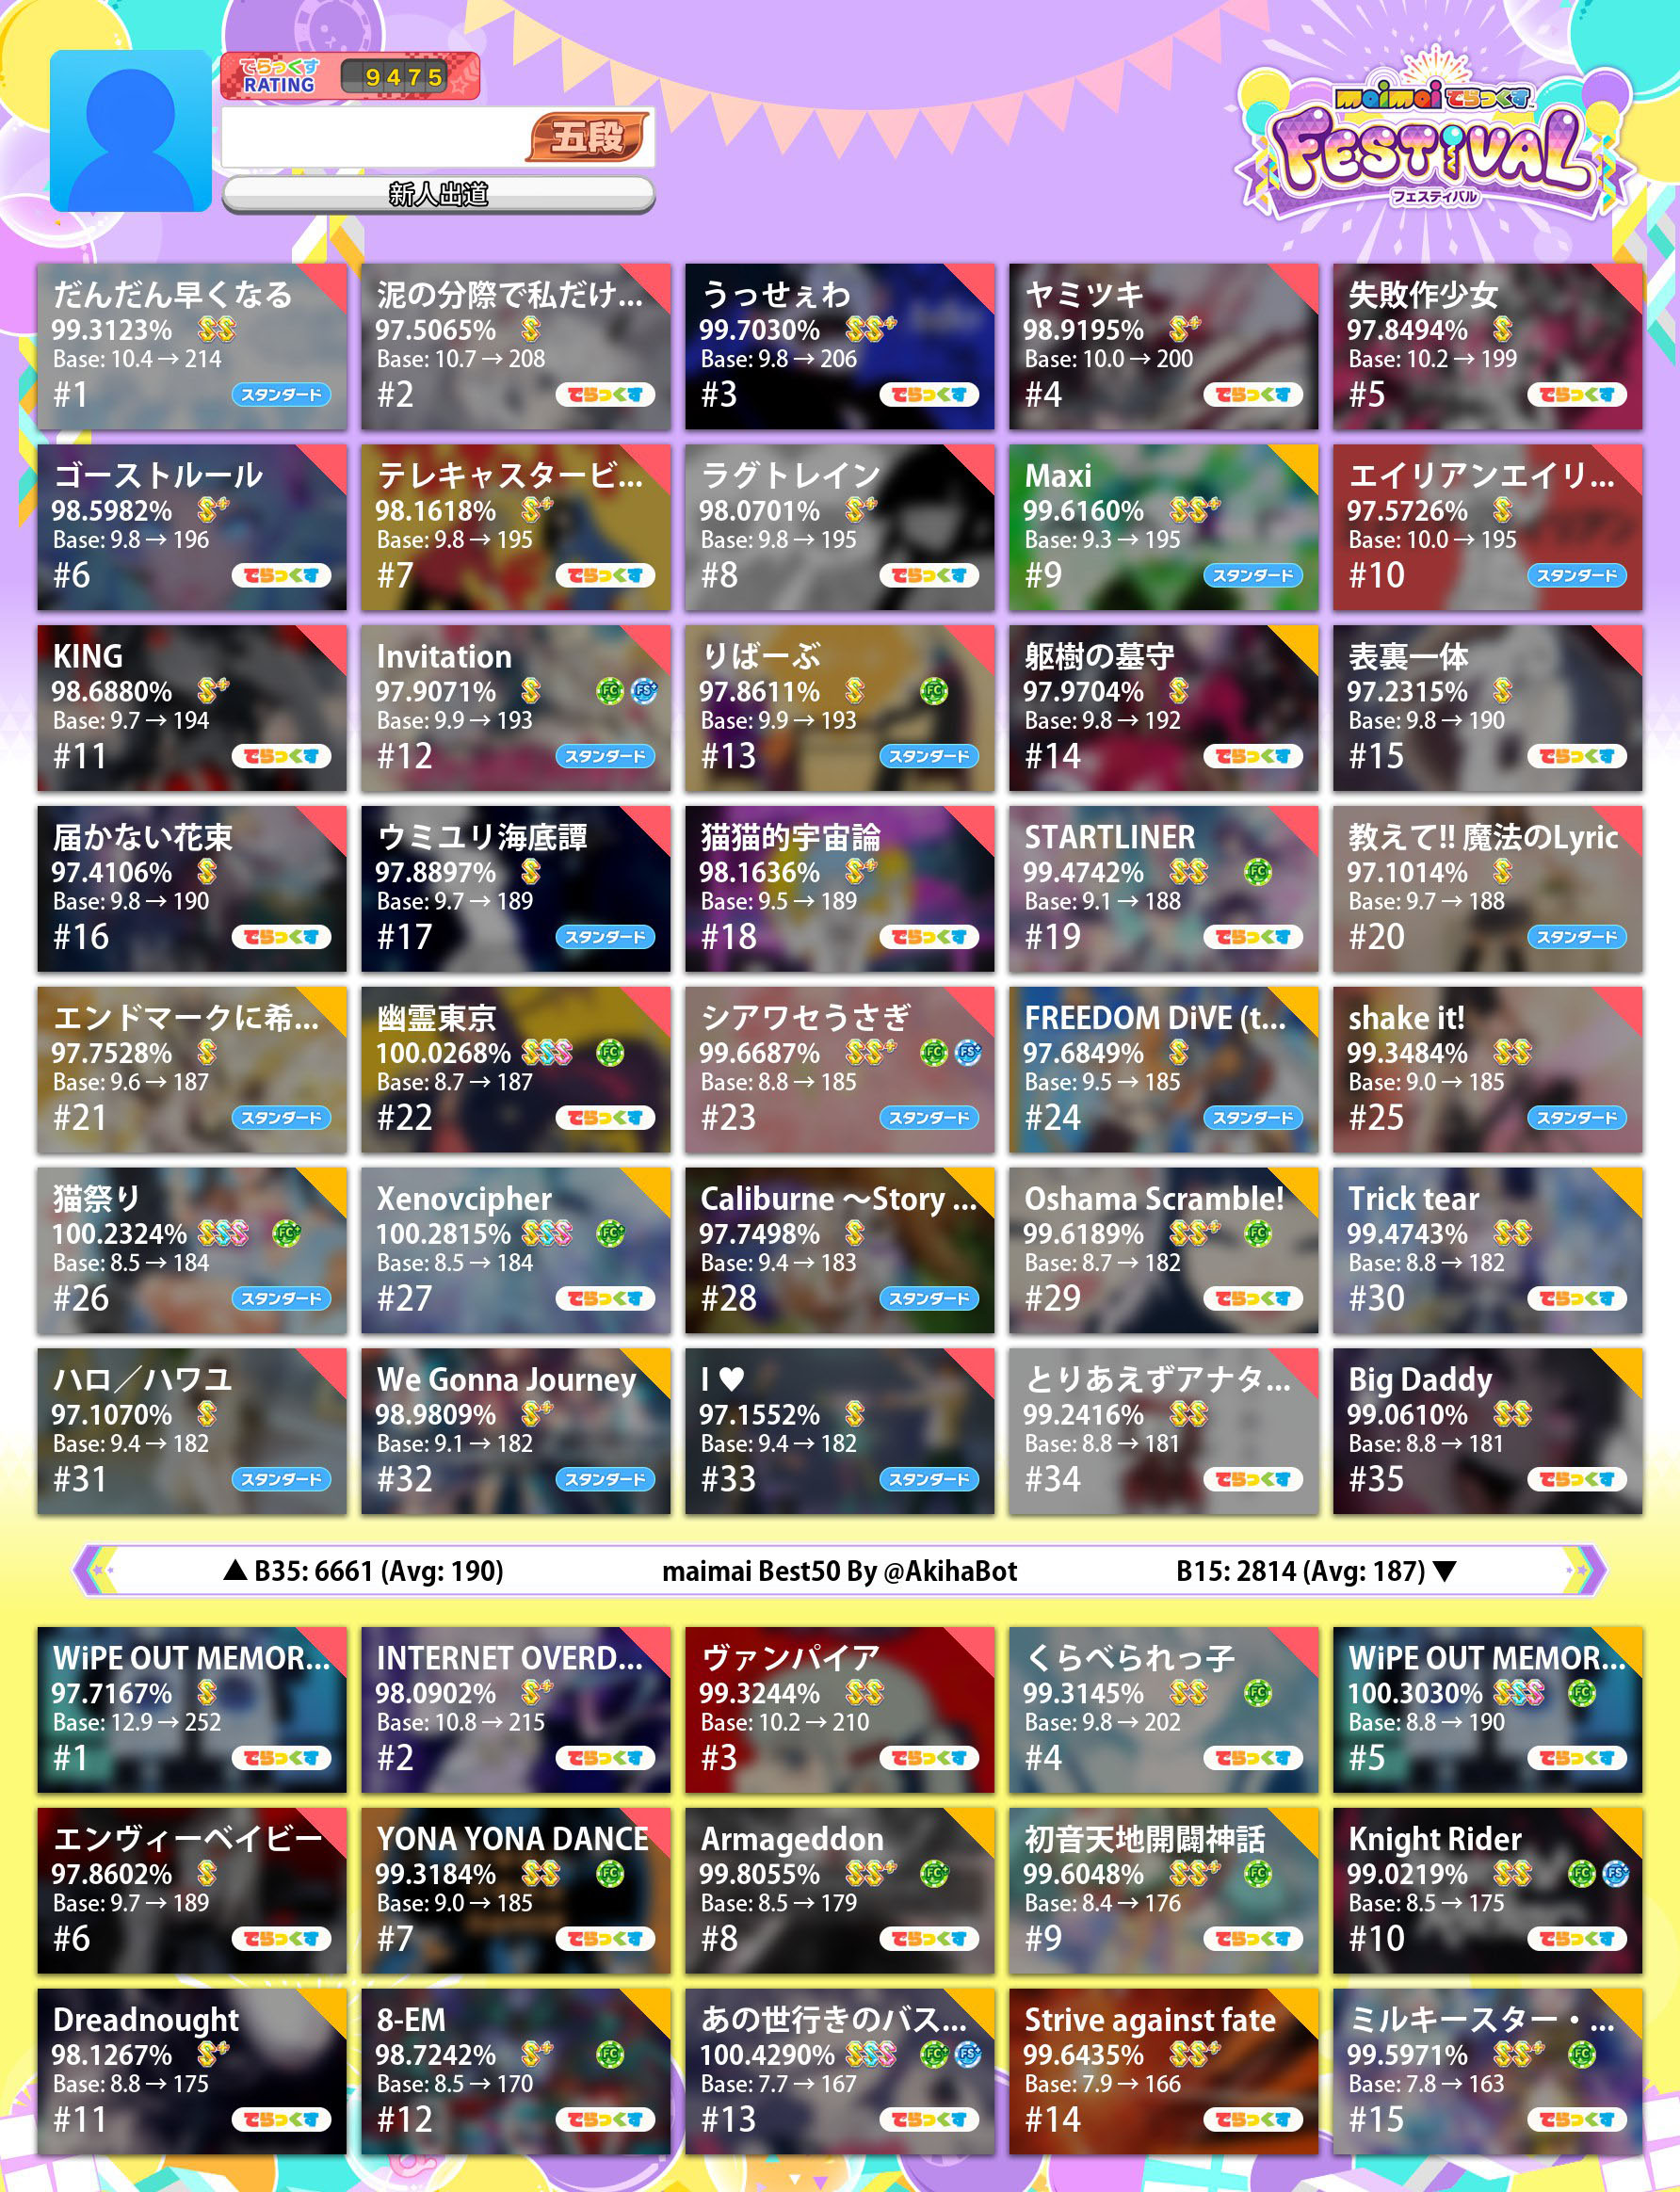 でらっくす
RATING
9475
五段
新人出道
maimai でらっくす
FESTiVAL
フェスティバル
だんだん早くなる
99.3123% SS
Base: 10.4 → 214
#1 スタンダード
泥の分際で私だけ...
97.5065% S
Base: 10.7 → 208
#2 でらっくす
うっせぇわ
99.7030% SS+
Base: 9.8 → 206
#3 でらっくす
ヤミツキ
98.9195% S+
Base: 10.0 → 200
#4 でらっくす
失敗作少女
97.8494% S
Base: 10.2 → 199
#5 でらっくす
ゴーストルール
98.5982% S+
Base: 9.8 → 196
#6 でらっくす
テレキャスタービ...
98.1618% S+
Base: 9.8 → 195
#7 でらっくす
ラグトレイン
98.0701% S+
Base: 9.8 → 195
#8 でらっくす
Maxi
99.6160% SS+
Base: 9.3 → 195
#9 スタンダード
エイリアンエイリ...
97.5726% S
Base: 10.0 → 195
#10 スタンダード
KING
98.6880% S+
Base: 9.7 → 194
#11 でらっくす
Invitation
97.9071% S FC FS+
Base: 9.9 → 193
#12 スタンダード
りばーぶ
97.8611% S FC
Base: 9.9 → 193
#13 スタンダード
躯樹の墓守
97.9704% S
Base: 9.8 → 192
#14 でらっくす
表裏一体
97.2315% S
Base: 9.8 → 190
#15 でらっくす
届かない花束
97.4106% S
Base: 9.8 → 190
#16 でらっくす
ウミユリ海底譚
97.8897% S
Base: 9.7 → 189
#17 スタンダード
猫猫的宇宙論
98.1636% S+
Base: 9.5 → 189
#18 でらっくす
STARTLINER
99.4742% SS FC
Base: 9.1 → 188
#19 でらっくす
教えて!! 魔法のLyric
97.1014% S
Base: 9.7 → 188
#20 スタンダード
エンドマークに希...
97.7528% S
Base: 9.6 → 187
#21 スタンダード
幽霊東京
100.0268% SSS FC
Base: 8.7 → 187
#22 でらっくす
シアワセうさぎ
99.6687% SS+ FC FS+
Base: 8.8 → 185
#23 スタンダード
FREEDOM DiVE (t...
97.6849% S
Base: 9.5 → 185
#24 スタンダード
shake it!
99.3484% SS
Base: 9.0 → 185
#25 スタンダード
猫祭り
100.2324% SSS FC+
Base: 8.5 → 184
#26 スタンダード
Xenovcipher
100.2815% SSS FC+
Base: 8.5 → 184
#27 でらっくす
Caliburne ～Story ...
97.7498% S
Base: 9.4 → 183
#28 スタンダード
Oshama Scramble!
99.6189% SS+ FC
Base: 8.7 → 182
#29 でらっくす
Trick tear
99.4743% SS
Base: 8.8 → 182
#30 でらっくす
ハロ／ハワユ
97.1070% S
Base: 9.4 → 182
#31 スタンダード
We Gonna Journey
98.9809% S+
Base: 9.1 → 182
#32 スタンダード
I ♥
97.1552% S
Base: 9.4 → 182
#33 スタンダード
とりあえずアナタ...
99.2416% SS
Base: 8.8 → 181
#34 でらっくす
Big Daddy
99.0610% SS
Base: 8.8 → 181
#35 でらっくす
▲ B35: 6661 (Avg: 190) maimai Best50 By @AkihaBot B15: 2814 (Avg: 187) ▼
WiPE OUT MEMOR...
97.7167% S
Base: 12.9 → 252
#1 でらっくす
INTERNET OVERD...
98.0902% S+
Base: 10.8 → 215
#2 でらっくす
ヴァンパイア
99.3244% SS
Base: 10.2 → 210
#3 でらっくす
くらべられっ子
99.3145% SS FC
Base: 9.8 → 202
#4 でらっくす
WiPE OUT MEMOR...
100.3030% SSS FC
Base: 8.8 → 190
#5 でらっくす
エンヴィーベイビー
97.8602% S
Base: 9.7 → 189
#6 でらっくす
YONA YONA DANCE
99.3184% SS FC
Base: 9.0 → 185
#7 でらっくす
Armageddon
99.8055% SS+ FC+
Base: 8.5 → 179
#8 でらっくす
初音天地開闢神話
99.6048% SS+ FC
Base: 8.4 → 176
#9 でらっくす
Knight Rider
99.0219% SS FC FS+
Base: 8.5 → 175
#10 でらっくす
Dreadnought
98.1267% S+
Base: 8.8 → 175
#11 でらっくす
8-EM
98.7242% S+ FC
Base: 8.5 → 170
#12 でらっくす
あの世行きのバス...
100.4290% SSS FC+ FS+
Base: 7.7 → 167
#13 でらっくす
Strive against fate
99.6435% SS+
Base: 7.9 → 166
#14 でらっくす
ミルキースター・...
99.5971% SS+ FC
Base: 7.8 → 163
#15 でらっくす